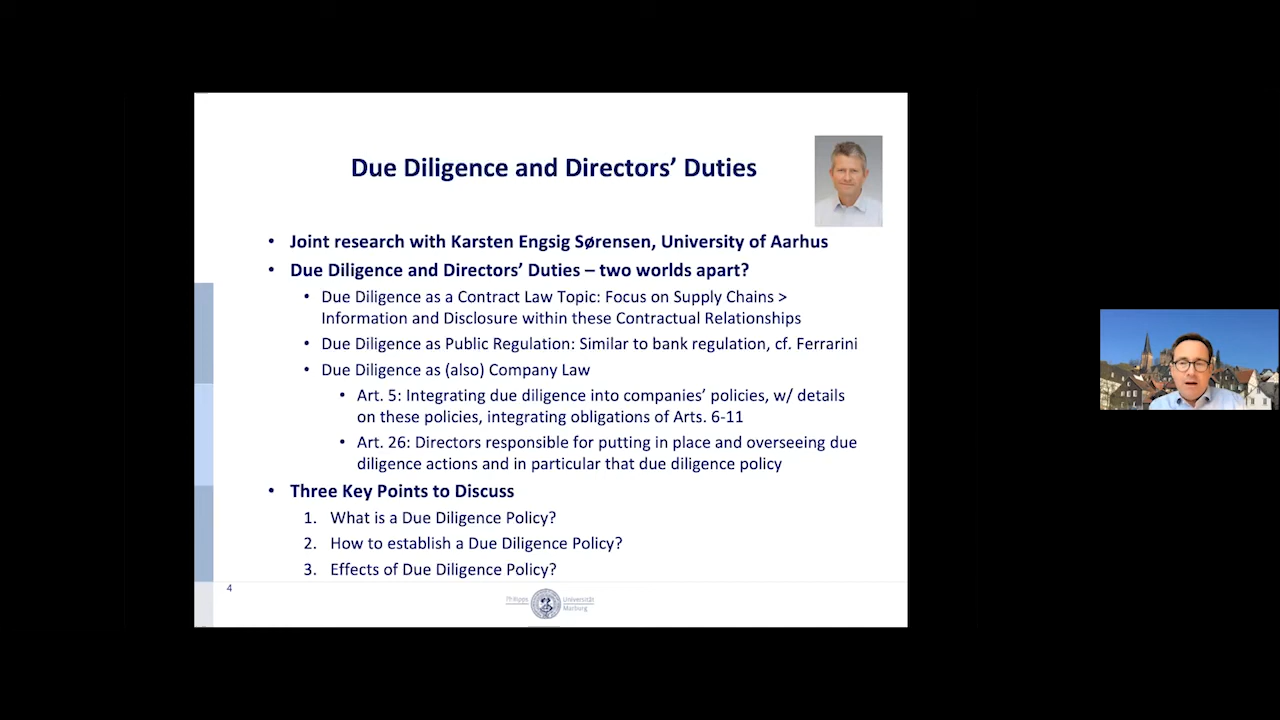 Due Diligence and Directors’ Duties
• Joint research with Karsten Engsig Sørensen, University of Aarhus
• Due Diligence and Directors’ Duties – two worlds apart?
• Due Diligence as a Contract Law Topic: Focus on Supply Chains >
Information and Disclosure within these Contractual Relationships
• Due Diligence as Public Regulation: Similar to bank regulation, cf. Ferrarini
• Due Diligence as (also) Company Law
• Art. 5: Integrating due diligence into companies’ policies, w/ details
on these policies, integrating obligations of Arts. 6-11
• Art. 26: Directors responsible for putting in place and overseeing due
diligence actions and in particular that due diligence policy
• Three Key Points to Discuss
1. What is a Due Diligence Policy?
2. How to establish a Due Diligence Policy?
3. Effects of Due Diligence Policy?
4
Philipps Universität
Marburg